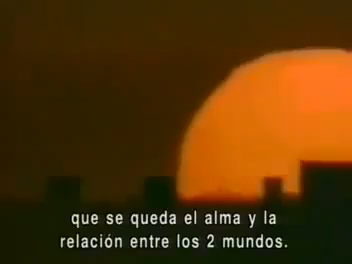 que se queda el alma y la
relación entre los 2 mundos.